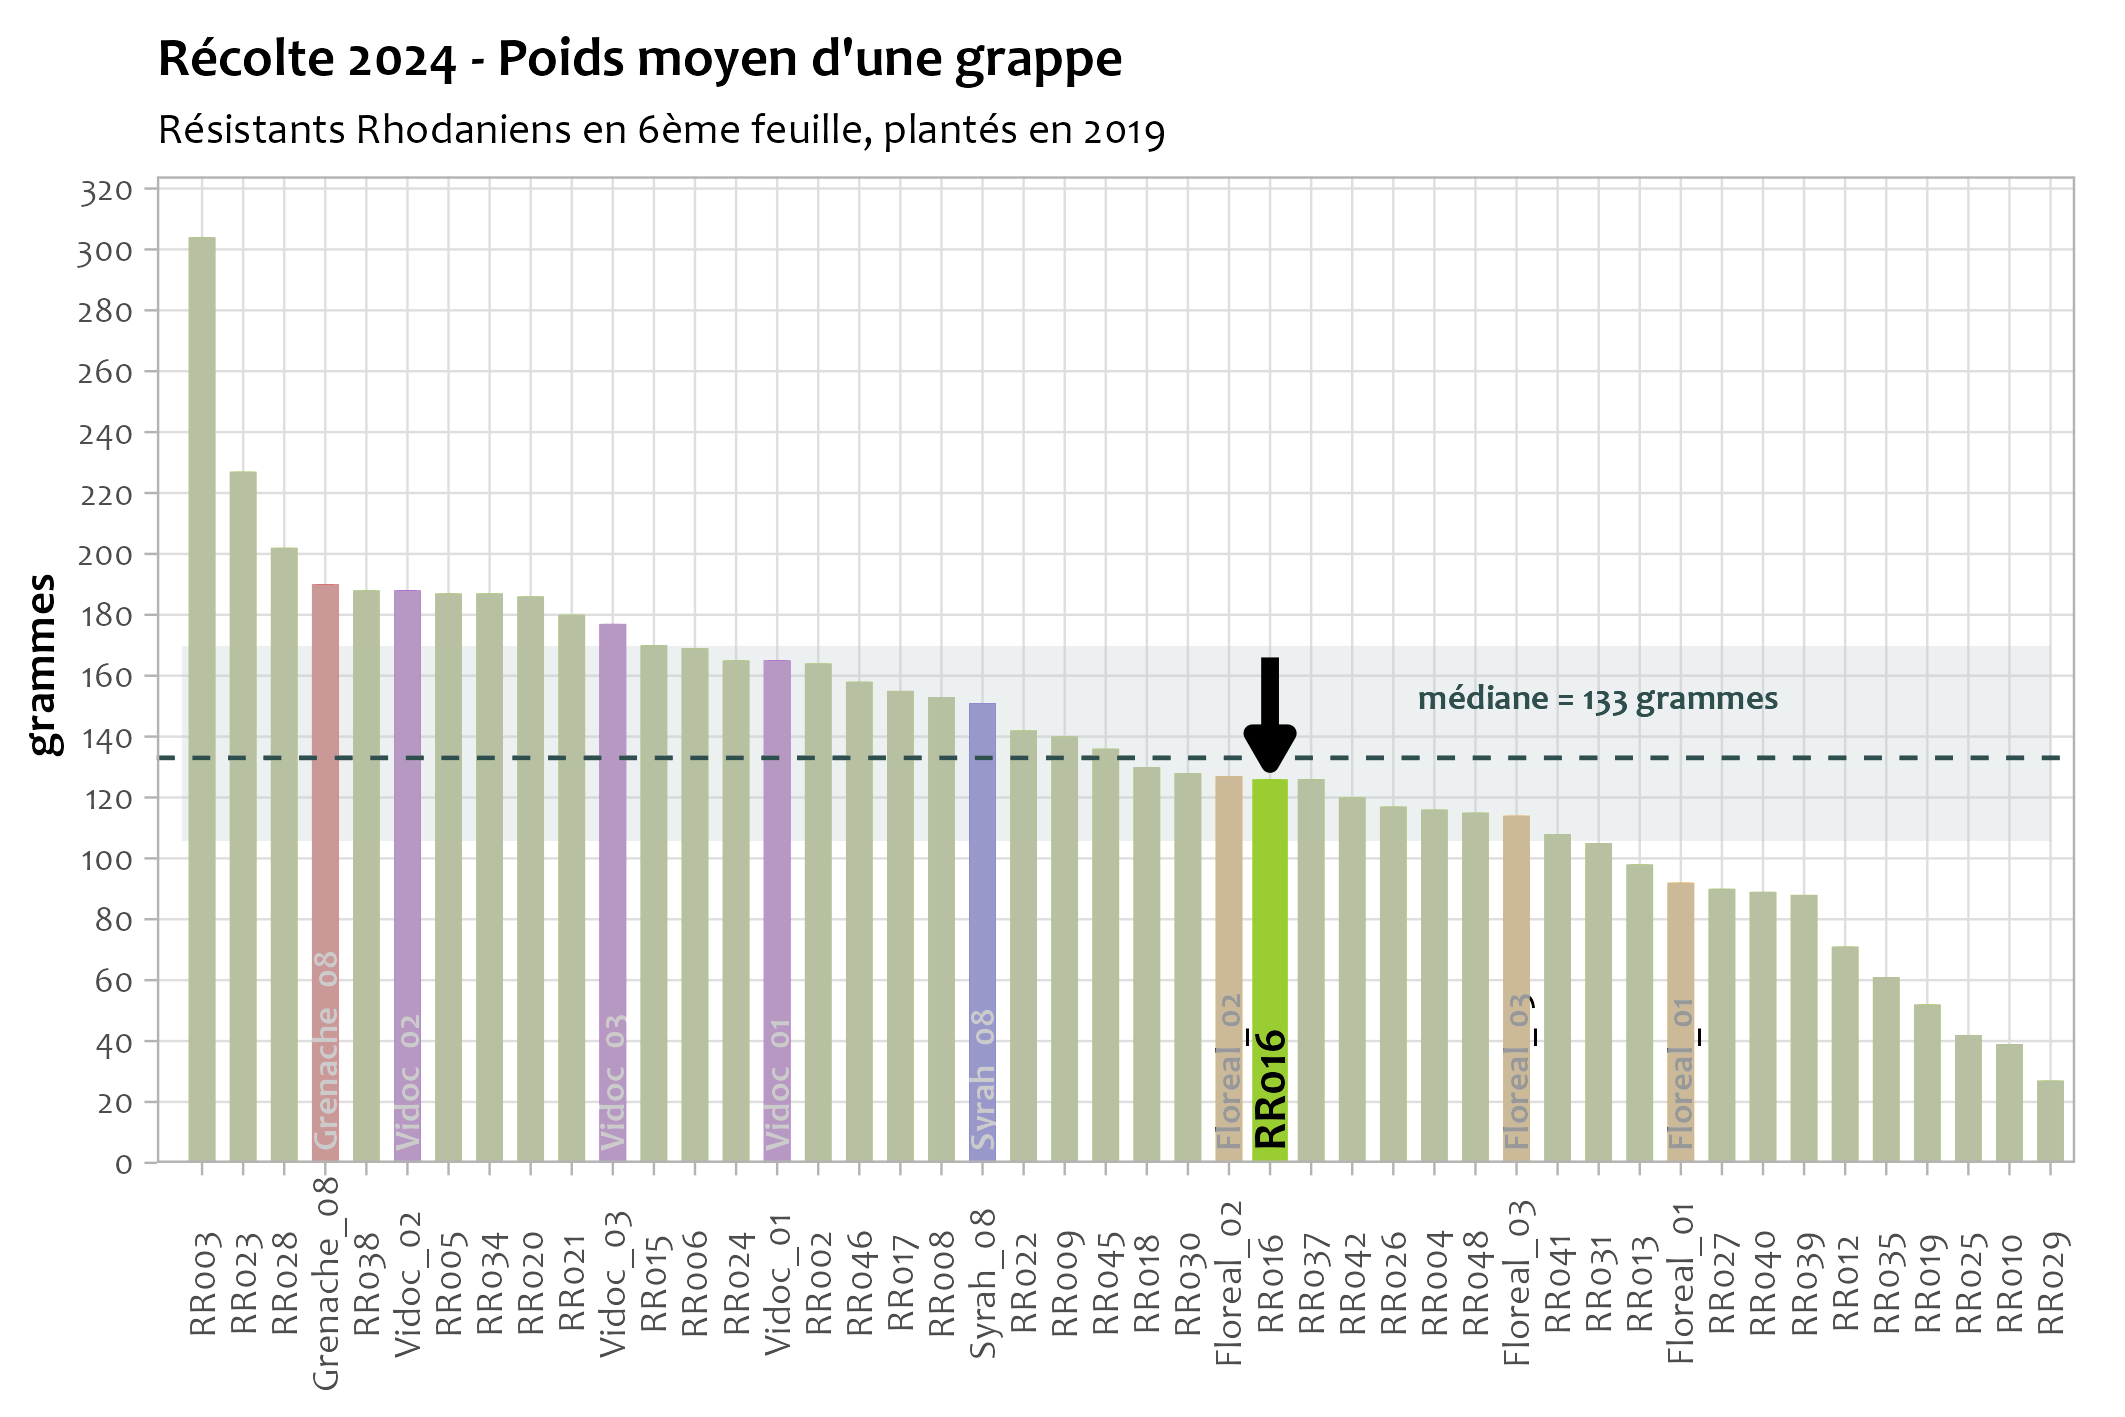 Récolte 2024 - Poids moyen d'une grappe
Résistants Rhodaniens en 6ème feuille, plantés en 2019
grammes
320
300
280
260
240
220
200
180
160
140
120
100
80
60
40
20
0
médiane = 133 grammes
Grenache_08
Vidoc_02
Vidoc_03
Vidoc_01
Syrah_08
Floreal_02
RR016
Floreal_03
Floreal_01
RR003
RR023
RR028
Grenache_08
RR038
Vidoc_02
RR005
RR034
RR020
RR021
Vidoc_03
RR015
RR006
RR024
Vidoc_01
RR002
RR046
RR017
RR008
Syrah_08
RR022
RR009
RR045
RR018
RR030
Floreal_02
RR016
RR037
RR042
RR026
RR004
RR048
Floreal_03
RR041
RR031
RR013
Floreal_01
RR027
RR040
RR039
RR012
RR035
RR019
RR025
RR010
RR029